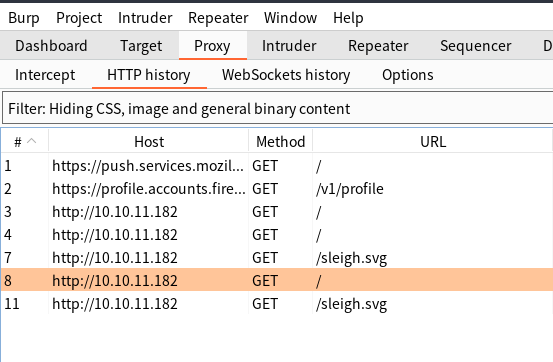 Burp Project Intruder Repeater Window Help
Dashboard Target Proxy Intruder Repeater Sequencer D
Intercept HTTP history WebSockets history Options
Filter: Hiding CSS, image and general binary content
# Host Method URL
1 https://push.services.mozil... GET /
2 https://profile.accounts.fire... GET /v1/profile
3 http://10.10.11.182 GET /
4 http://10.10.11.182 GET /
7 http://10.10.11.182 GET /sleigh.svg
8 http://10.10.11.182 GET /
11 http://10.10.11.182 GET /sleigh.svg